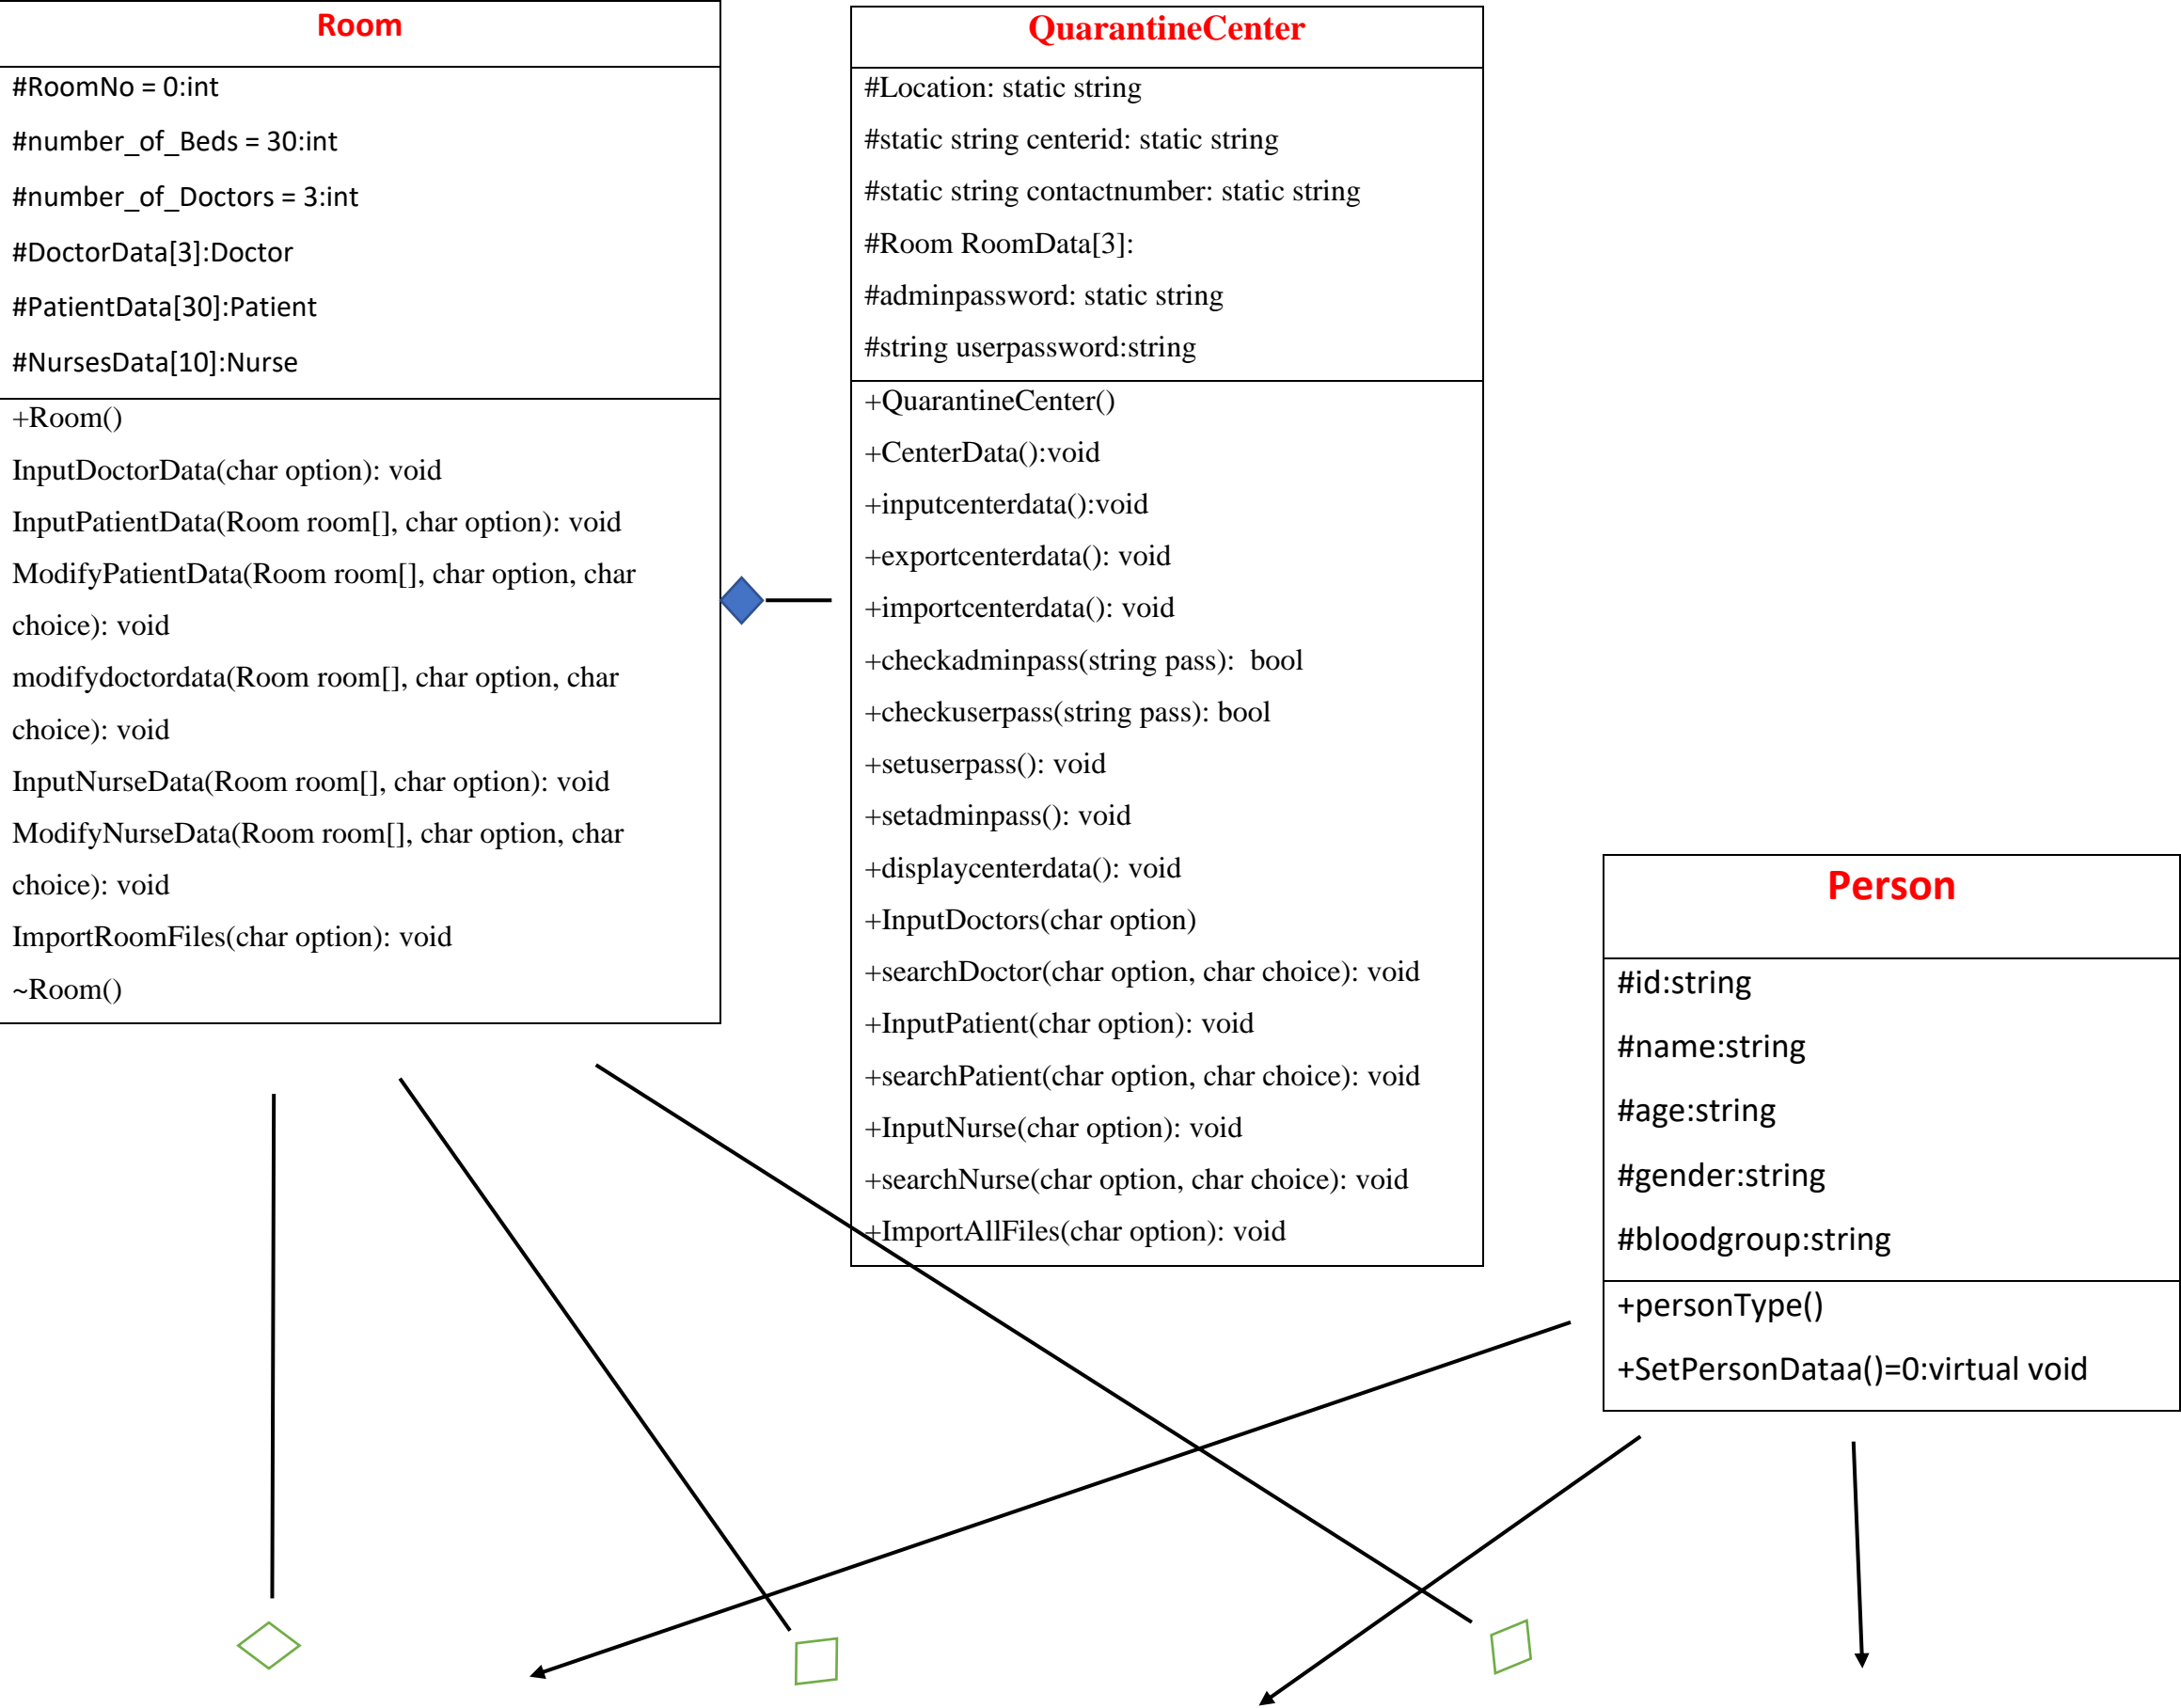 Room
#RoomNo = 0:int
#number_of_Beds = 30:int
#number_of_Doctors = 3:int
#DoctorData[3]:Doctor
#PatientData[30]:Patient
#NursesData[10]:Nurse
+Room()
InputDoctorData(char option): void
InputPatientData(Room room[], char option): void
ModifyPatientData(Room room[], char option, char
choice): void
modifydoctordata(Room room[], char option, char
choice): void
InputNurseData(Room room[], char option): void
ModifyNurseData(Room room[], char option, char
choice): void
ImportRoomFiles(char option): void
~Room()
QuarantineCenter
#Location: static string
#static string centerid: static string
#static string contactnumber: static string
#Room RoomData[3]:
#adminpassword: static string
#string userpassword:string
+QuarantineCenter()
+CenterData():void
+inputcenterdata():void
+exportcenterdata(): void
+importcenterdata(): void
+checkadminpass(string pass):  bool
+checkuserpass(string pass): bool
+setuserpass(): void
+setadminpass(): void
+displaycenterdata(): void
+InputDoctors(char option)
+searchDoctor(char option, char choice): void
+InputPatient(char option): void
+searchPatient(char option, char choice): void
+InputNurse(char option): void
+searchNurse(char option, char choice): void
+ImportAllFiles(char option): void
Person
#id:string
#name:string
#age:string
#gender:string
#bloodgroup:string
+personType()
+SetPersonDataa()=0:virtual void